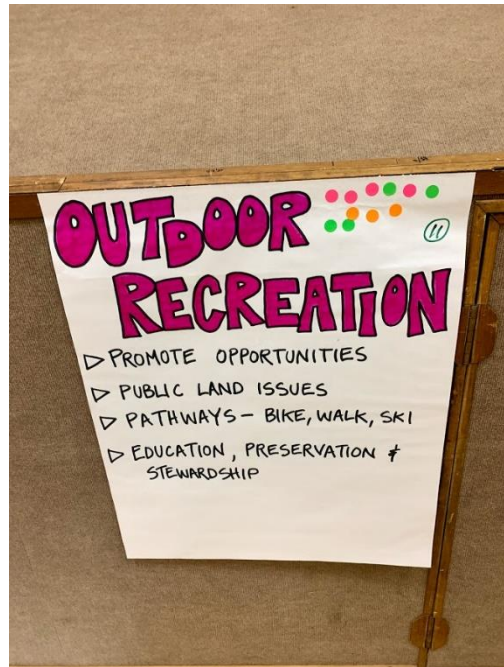 OUTDOOR
11
RECREATION
▷ PROMOTE OPPORTUNITIES
▷ PUBLIC LAND ISSUES
▷ PATHWAYS – BIKE, WALK, SKI
▷ EDUCATION, PRESERVATION &
STEWARDSHIP